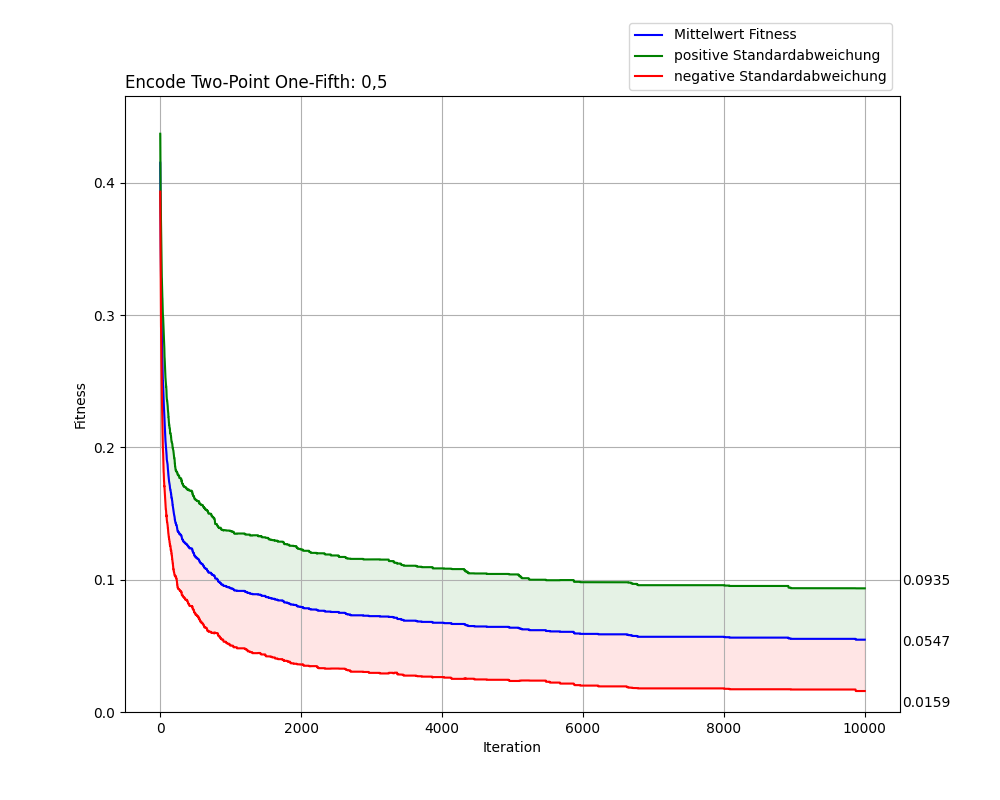 Mittelwert Fitness
positive Standardabweichung
negative Standardabweichung
Encode Two-Point One-Fifth: 0,5
Fitness
0.4
0.3
0.2
0.1
0.0
0.0935
0.0547
0.0159
0 2000 4000 6000 8000 10000
Iteration